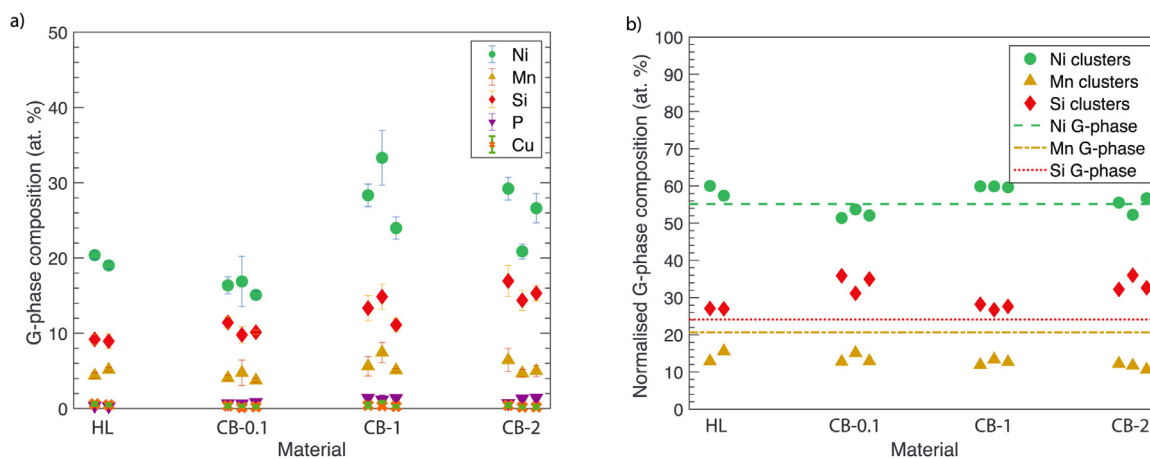 a)
G-phase composition (at. %)
50
40
30
20
10
0
Ni
Mn
Si
P
Cu
HL
CB-0.1
CB-1
CB-2
Material
b)
Normalised G-phase composition (at. %)
100
90
80
70
60
50
40
30
20
10
0
Ni clusters
Mn clusters
Si clusters
Ni G-phase
Mn G-phase
Si G-phase
HL
CB-0.1
CB-1
CB-2
Material